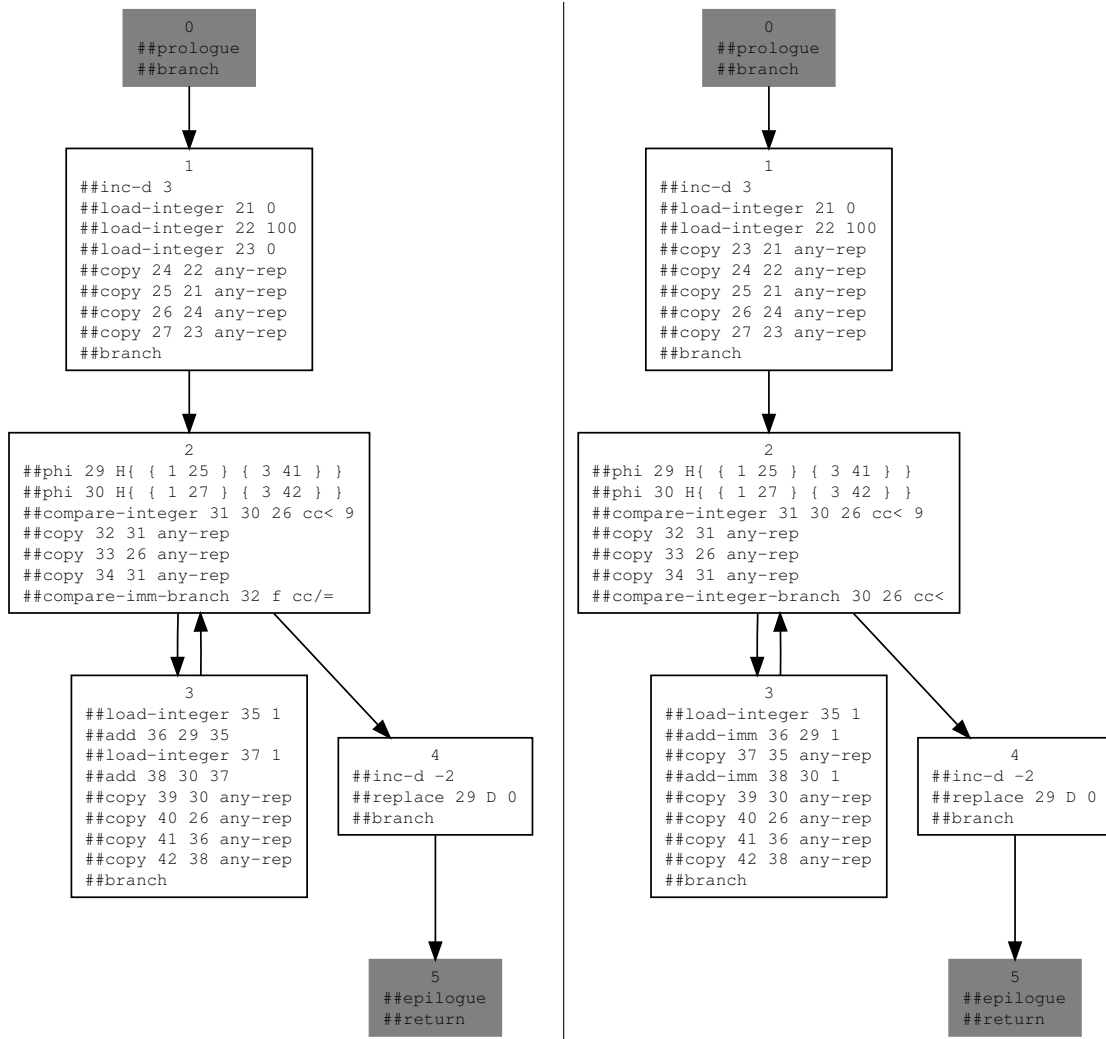 0
##prologue
##branch
1
##inc-d 3
##load-integer 21 0
##load-integer 22 100
##load-integer 23 0
##copy 24 22 any-rep
##copy 25 21 any-rep
##copy 26 24 any-rep
##copy 27 23 any-rep
##branch
2
##phi 29 H{ { 1 25 } { 3 41 } }
##phi 30 H{ { 1 27 } { 3 42 } }
##compare-integer 31 30 26 cc< 9
##copy 32 31 any-rep
##copy 33 26 any-rep
##copy 34 31 any-rep
##compare-imm-branch 32 f cc/=
3
##load-integer 35 1
##add 36 29 35
##load-integer 37 1
##add 38 30 37
##copy 39 30 any-rep
##copy 40 26 any-rep
##copy 41 36 any-rep
##copy 42 38 any-rep
##branch
4
##inc-d -2
##replace 29 D 0
##branch
5
##epilogue
##return
0
##prologue
##branch
1
##inc-d 3
##load-integer 21 0
##load-integer 22 100
##copy 23 21 any-rep
##copy 24 22 any-rep
##copy 25 21 any-rep
##copy 26 24 any-rep
##copy 27 23 any-rep
##branch
2
##phi 29 H{ { 1 25 } { 3 41 } }
##phi 30 H{ { 1 27 } { 3 42 } }
##compare-integer 31 30 26 cc< 9
##copy 32 31 any-rep
##copy 33 26 any-rep
##copy 34 31 any-rep
##compare-integer-branch 30 26 cc<
3
##load-integer 35 1
##add-imm 36 29 1
##copy 37 35 any-rep
##add-imm 38 30 1
##copy 39 30 any-rep
##copy 40 26 any-rep
##copy 41 36 any-rep
##copy 42 38 any-rep
##branch
4
##inc-d -2
##replace 29 D 0
##branch
5
##epilogue
##return